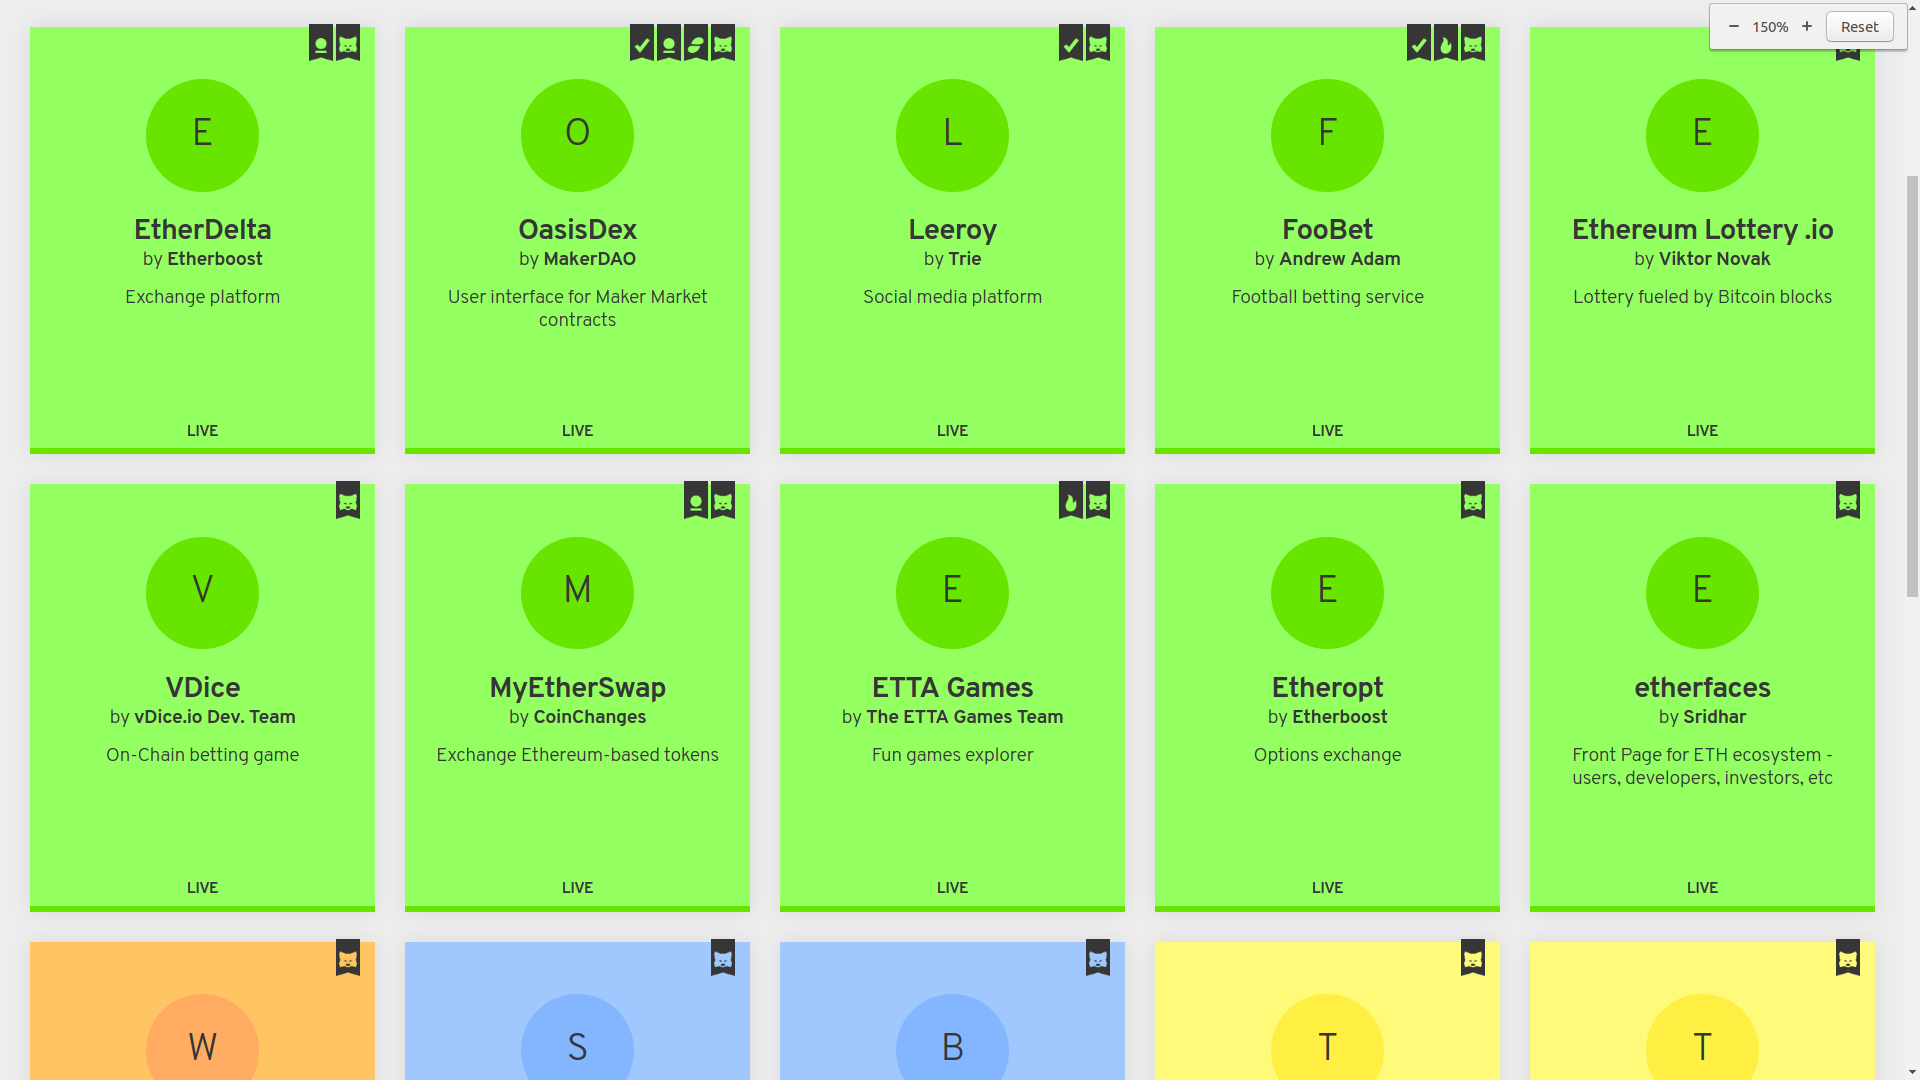 − 150% + Reset
E
EtherDelta
by Etherboost
Exchange platform
LIVE
O
OasisDex
by MakerDAO
User interface for Maker Market
contracts
LIVE
L
Leeroy
by Trie
Social media platform
LIVE
F
FooBet
by Andrew Adam
Football betting service
LIVE
E
Ethereum Lottery .io
by Viktor Novak
Lottery fueled by Bitcoin blocks
LIVE
V
VDice
by vDice.io Dev. Team
On-Chain betting game
LIVE
M
MyEtherSwap
by CoinChanges
Exchange Ethereum-based tokens
LIVE
E
ETTA Games
by The ETTA Games Team
Fun games explorer
LIVE
E
Etheropt
by Etherboost
Options exchange
LIVE
E
etherfaces
by Sridhar
Front Page for ETH ecosystem -
users, developers, investors, etc
LIVE
W
S
B
T
T